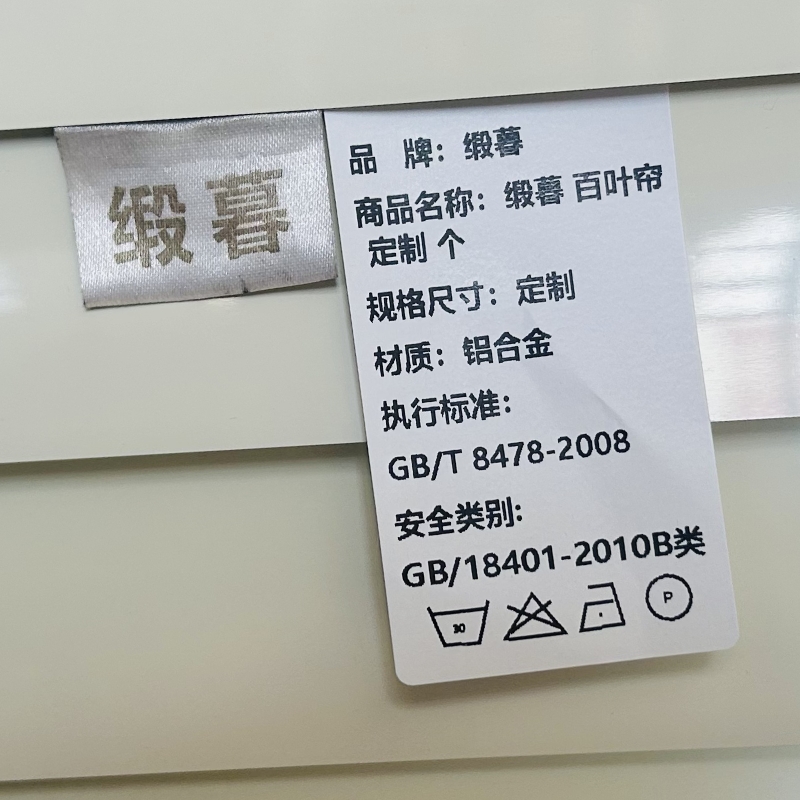 缎暮
品 牌：缎暮
商品名称：缎暮 百叶帘
定制 个
规格尺寸：定制
材质：铝合金
执行标准：
GB/T 8478-2008
安全类别:
GB/18401-2010B类
30
P